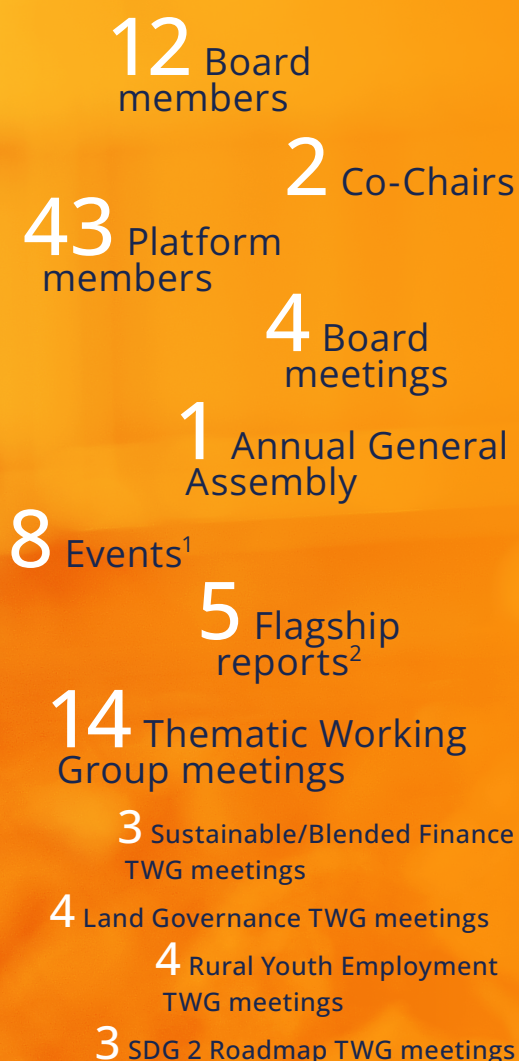 12 Board
members
2 Co-Chairs
43 Platform
members
4 Board
meetings
1 Annual General
Assembly
8 Events¹
5 Flagship
reports²
14 Thematic Working
Group meetings
3 Sustainable/Blended Finance
TWG meetings
4 Land Governance TWG meetings
4 Rural Youth Employment
TWG meetings
3 SDG 2 Roadmap TWG meetings